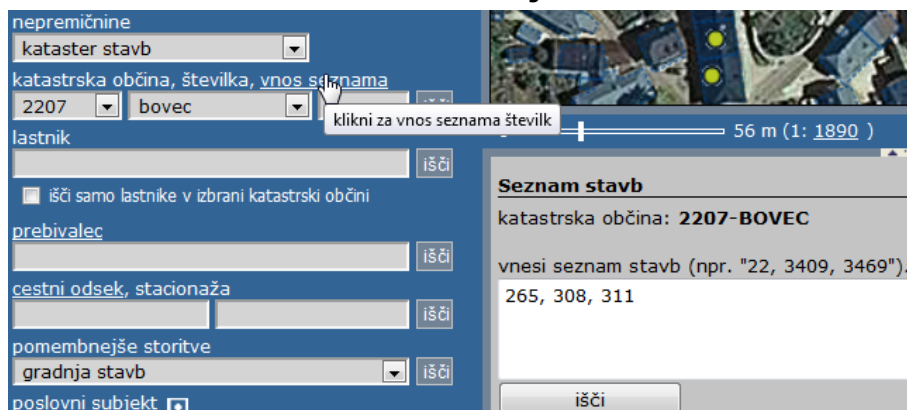 nepremičnine
kataster stavb
katastrska občina, številka, vnos seznama
2207 bovec
klikni za vnos seznama številk
lastnik
išči
išči samo lastnike v izbrani katastrski občini
prebivalec
išči
cestni odsek, stacionaža
išči
pomembnejše storitve
gradnja stavb išči
poslovni subjekt
56 m (1: 1890 )
Seznam stavb
katastrska občina: 2207-BOVEC
vnesi seznam stavb (npr. "22, 3409, 3469").
265, 308, 311
išči